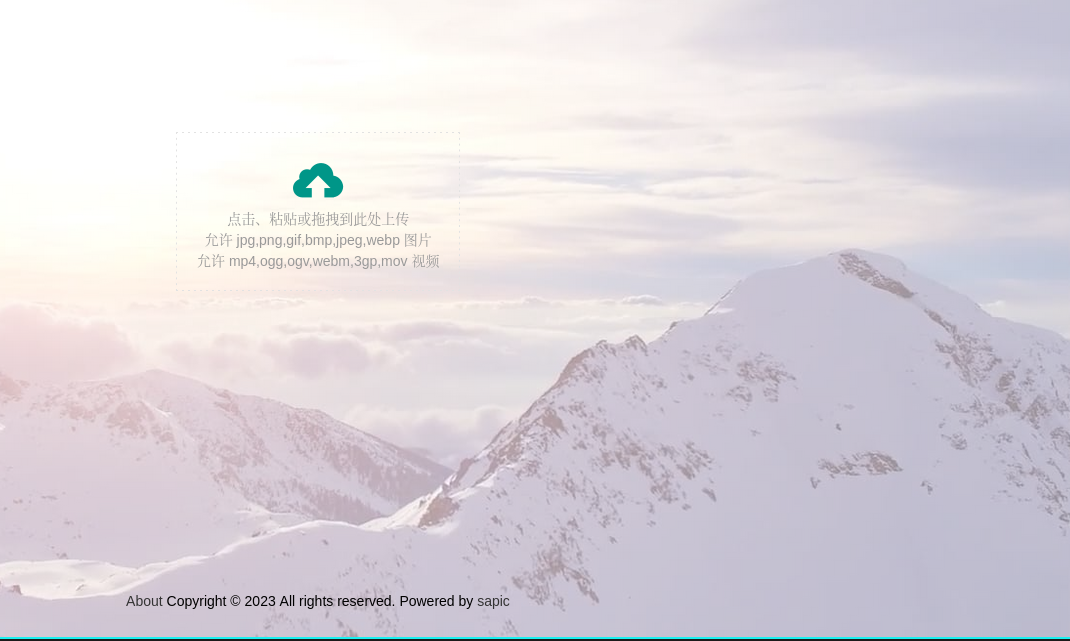 点击、粘贴或拖拽到此处上传
允许 jpg,png,gif,bmp,jpeg,webp 图片
允许 mp4,ogg,ogv,webm,3gp,mov 视频
About Copyright © 2023 All rights reserved. Powered by sapic